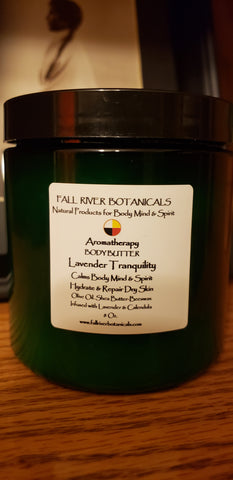 FALL RIVER BOTANICALS
Natural Products for Body Mind & Spirit
Aromatherapy
BODY BUTTER
Lavender Tranquility
Calms Body Mind & Spirit
Hydrate & Repair Dry Skin
Olive Oil, Shea Butter, Beeswax
Infused with Lavender & Calendula
8 Oz.
www.fallriverbotanicals.com